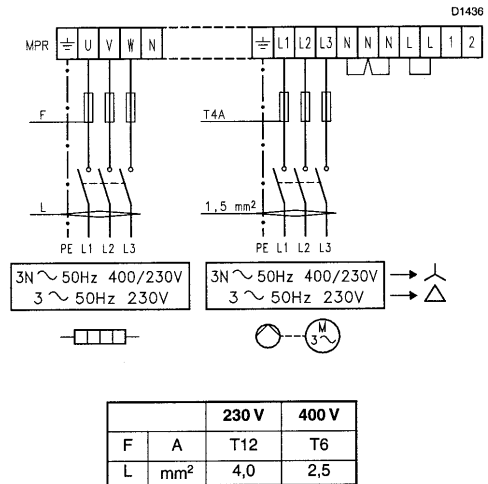 D1436
MPR ⏚ U V W N ⏚ L1 L2 L3 N N N L L 1 2
F T4A
L 1,5 mm²
PE L1 L2 L3 PE L1 L2 L3
3N ~ 50Hz 400/230V 3N ~ 50Hz 400/230V
3 ~ 50Hz 230V 3 ~ 50Hz 230V
M
3~
230 V 400 V
F A T12 T6
L mm² 4,0 2,5